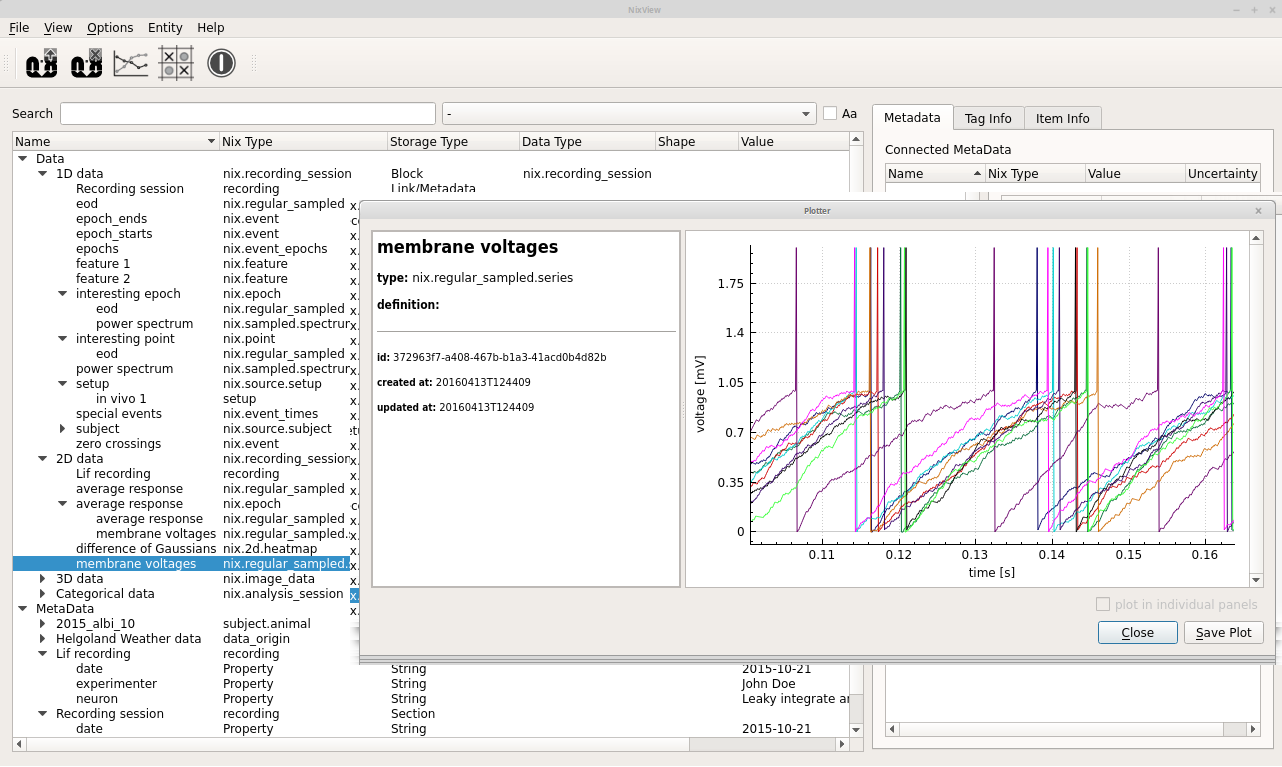 NixView
File View Options Entity Help
Search - Aa
Name Nix Type Storage Type Data Type Shape Value
Data
1D data nix.recording_session Block nix.recording_session
Recording session recording Link/Metadata
eod nix.regular_sampled
epoch_ends nix.event
epoch_starts nix.event
epochs nix.event_epochs
feature 1 nix.feature
feature 2 nix.feature
interesting epoch nix.epoch
eod nix.regular_sampled
power spectrum nix.sampled.spectrur
interesting point nix.point
eod nix.regular_sampled
power spectrum nix.sampled.spectrur
setup nix.source.setup
in vivo 1 setup
special events nix.event_times
subject nix.source.subject
zero crossings nix.event
2D data nix.recording_session
Lif recording recording
average response nix.regular_sampled
average response nix.epoch
average response nix.regular_sampled
membrane voltages nix.regular_sampled.
difference of Gaussians nix.2d.heatmap
membrane voltages nix.regular_sampled.
3D data nix.image_data
Categorical data nix.analysis_session
MetaData
2015_albi_10 subject.animal
Helgoland Weather data data_origin
Lif recording recording
date Property String 2015-10-21
experimenter Property String John Doe
neuron Property String Leaky integrate ar
Recording session recording Section
date Property String 2015-10-21
Metadata Tag Info Item Info
Connected MetaData
Name Nix Type Value Uncertainty
Plotter
membrane voltages
type: nix.regular_sampled.series
definition:
id: 372963f7-a408-467b-b1a3-41acd0b4d82b
created at: 20160413T124409
updated at: 20160413T124409
voltage [mV]
1.75
1.4
1.05
0.7
0.35
0
0.11 0.12 0.13 0.14 0.15 0.16
time [s]
plot in individual panels
Close Save Plot